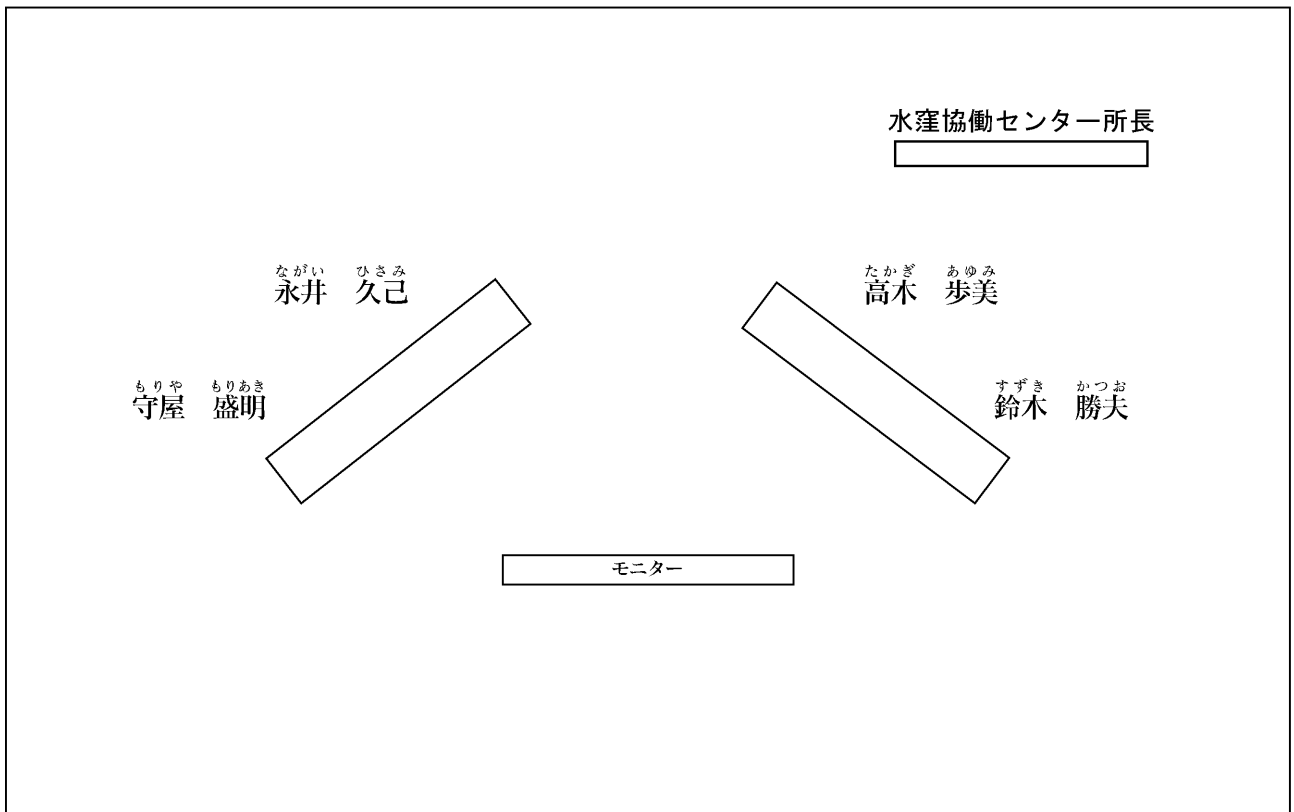 水窪協働センター所長
ながい ひさみ
永井 久己
たかぎ あゆみ
高木 歩美
もりや もりあき
守屋 盛明
すずき かつお
鈴木 勝夫
モニター